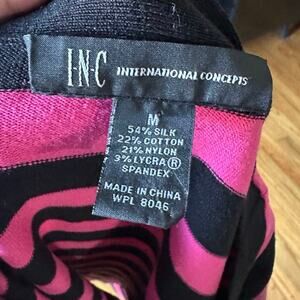 I·N·C INTERNATIONAL CONCEPTS
M
54% SILK
22% COTTON
21% NYLON
3% LYCRA®
SPANDEX
MADE IN CHINA
WPL 8046